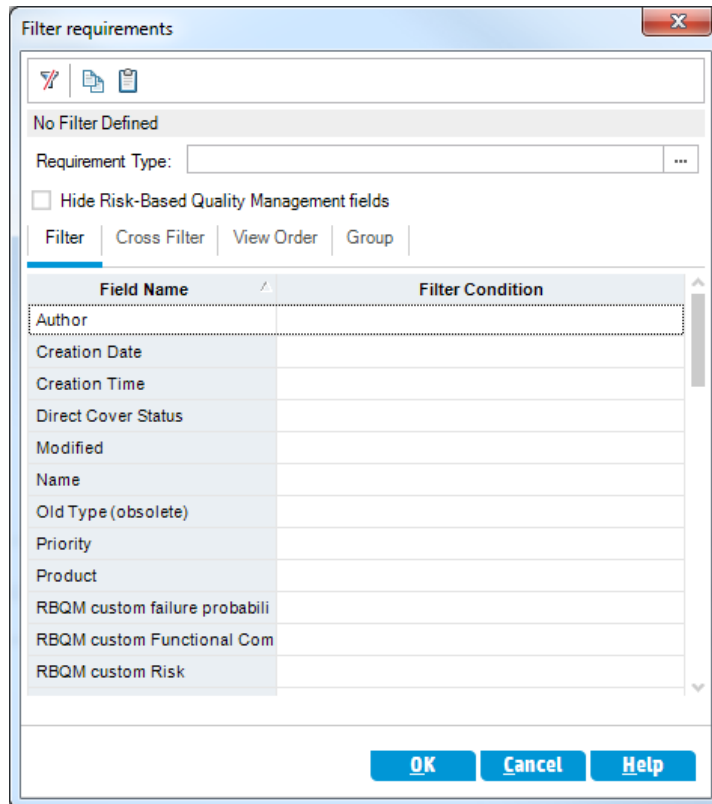 Filter requirements
No Filter Defined
Requirement Type:
...
Hide Risk-Based Quality Management fields
Filter Cross Filter View Order Group
Field Name Filter Condition
Author
Creation Date
Creation Time
Direct Cover Status
Modified
Name
Old Type (obsolete)
Priority
Product
RBQM custom failure probabili
RBQM custom Functional Com
RBQM custom Risk
OK Cancel Help